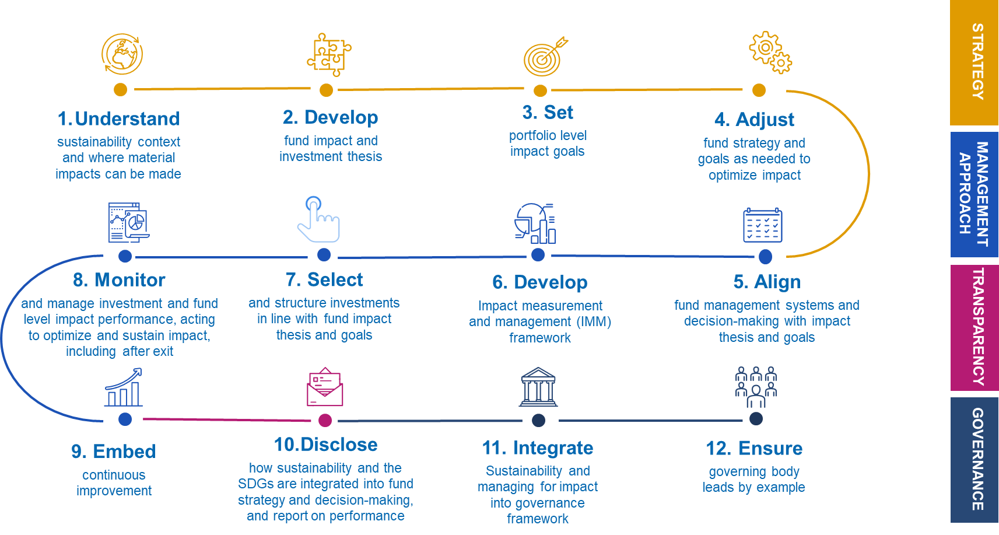 1. Understand
sustainability context
and where material
impacts can be made
2. Develop
fund impact and
investment thesis
3. Set
portfolio level
impact goals
4. Adjust
fund strategy and
goals as needed to
optimize impact
5. Align
fund management systems and
decision-making with impact
thesis and goals
6. Develop
Impact measurement
and management (IMM)
framework
7. Select
and structure investments
in line with fund impact
thesis and goals
8. Monitor
and manage investment and fund
level impact performance, acting
to optimize and sustain impact,
including after exit
9. Embed
continuous
improvement
10. Disclose
how sustainability and the
SDGs are integrated into fund
strategy and decision-making,
and report on performance
11. Integrate
Sustainability and
managing for impact
into governance
framework
12. Ensure
governing body
leads by example
STRATEGY
MANAGEMENT
APPROACH
TRANSPARENCY
GOVERNANCE